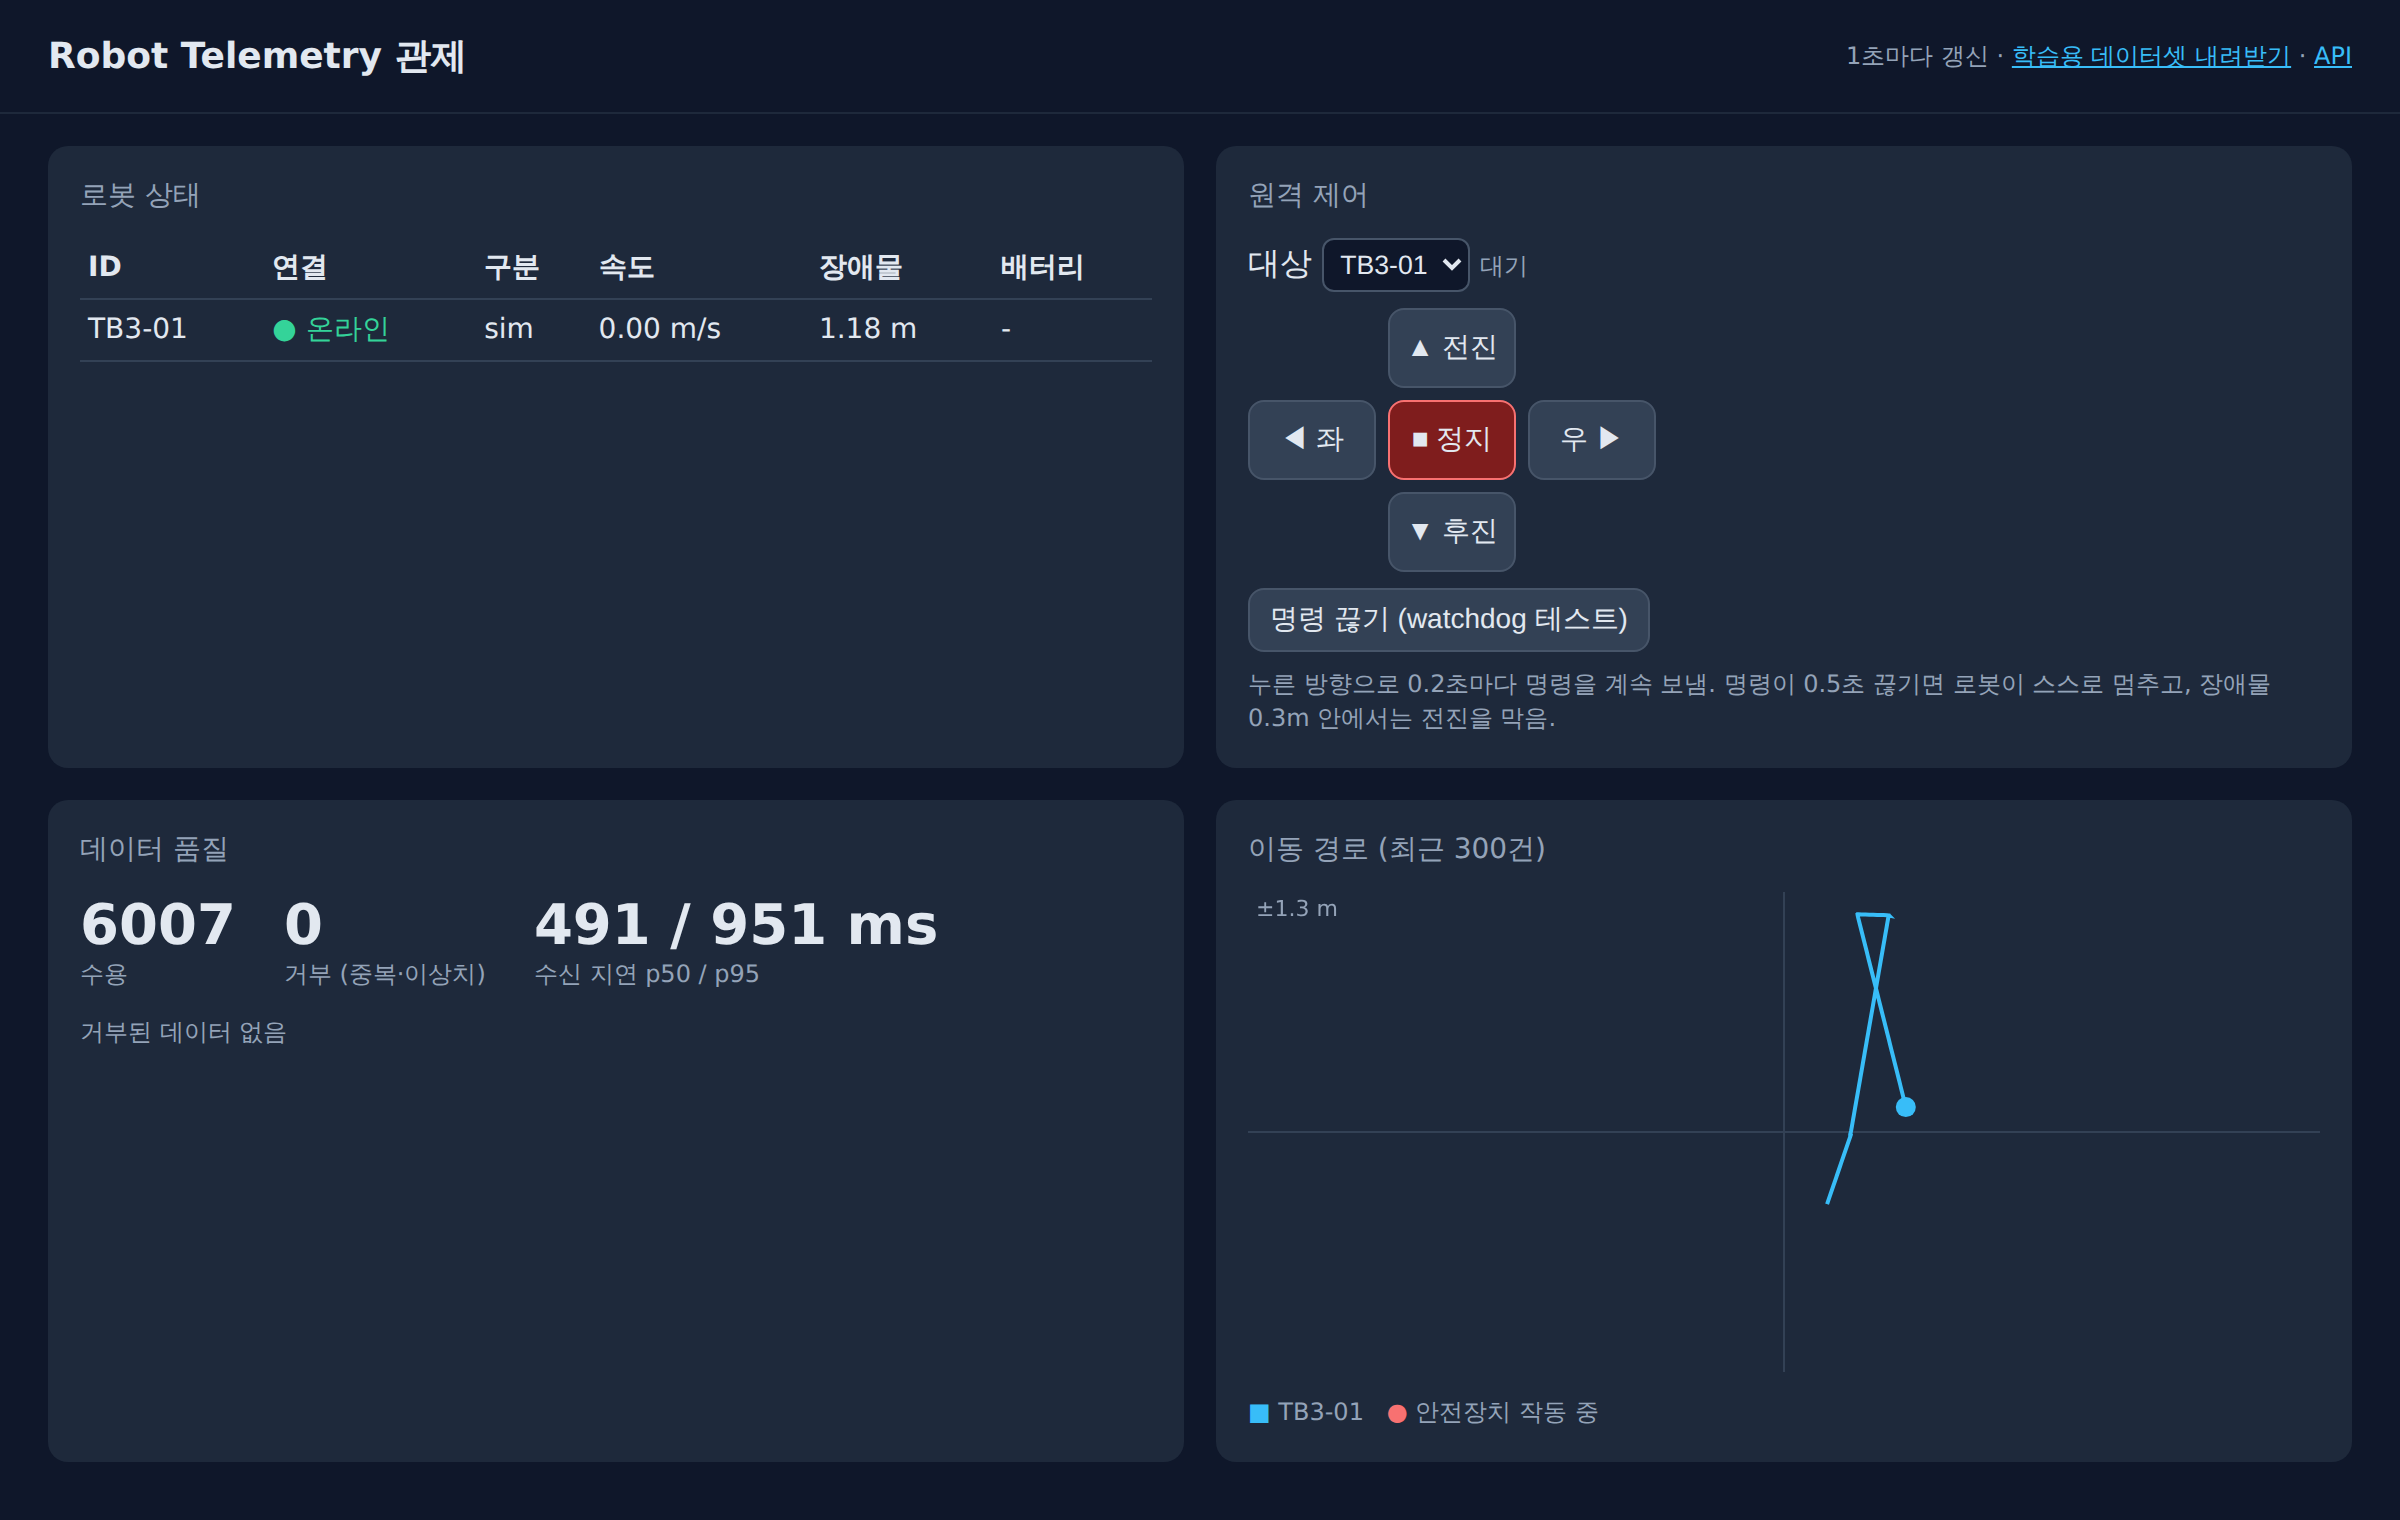 Robot Telemetry 관제
1초마다 갱신 · 학습용 데이터셋 내려받기 · API
로봇 상태
ID 연결 구분 속도 장애물 배터리
TB3-01 ● 온라인 sim 0.00 m/s 1.18 m -
원격 제어
대상 TB3-01 대기
▲ 전진
◀ 좌 ■ 정지 우 ▶
▼ 후진
명령 끊기 (watchdog 테스트)
누른 방향으로 0.2초마다 명령을 계속 보냄. 명령이 0.5초 끊기면 로봇이 스스로 멈추고, 장애물
0.3m 안에서는 전진을 막음.
데이터 품질
6007 0 491 / 951 ms
수용 거부 (중복·이상치) 수신 지연 p50 / p95
거부된 데이터 없음
이동 경로 (최근 300건)
±1.3 m
■ TB3-01 ● 안전장치 작동 중